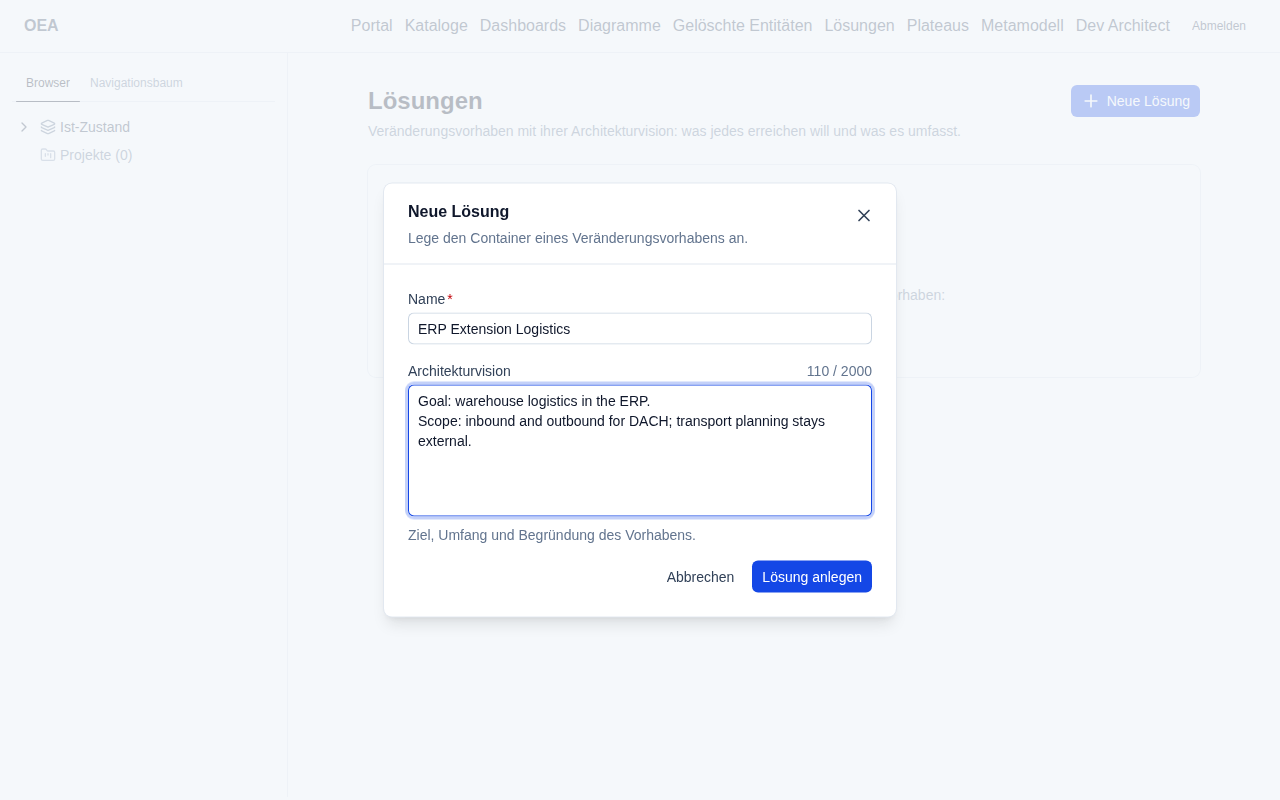 OEA
Portal Kataloge Dashboards Diagramme Gelöschte Entitäten Lösungen Plateaus Metamodell Dev Architect Abmelden
Browser Navigationsbaum
Ist-Zustand
Projekte (0)
Lösungen
Neue Lösung
Veränderungsvorhaben mit ihrer Architekturvision: was jedes erreichen will und was es umfasst.
rhaben:
Neue Lösung
Lege den Container eines Veränderungsvorhabens an.
Name*
ERP Extension Logistics
Architekturvision 110 / 2000
Goal: warehouse logistics in the ERP.
Scope: inbound and outbound for DACH; transport planning stays
external.
Ziel, Umfang und Begründung des Vorhabens.
Abbrechen Lösung anlegen